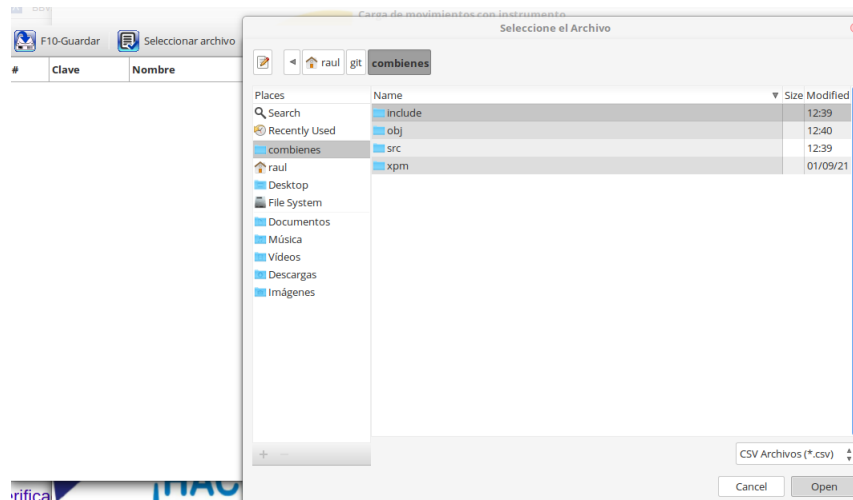 Carga de movimientos con instrumento
Seleccione el Archivo
F10-Guardar Seleccionar archivo
raul git combienes
# Clave Nombre
Places Name Size Modified
Search include 12:39
Recently Used obj 12:40
combienes src 12:39
raul xpm 01/09/21
Desktop
File System
Documentos
Música
Vídeos
Descargas
Imágenes
CSV Archivos (*.csv)
Cancel Open